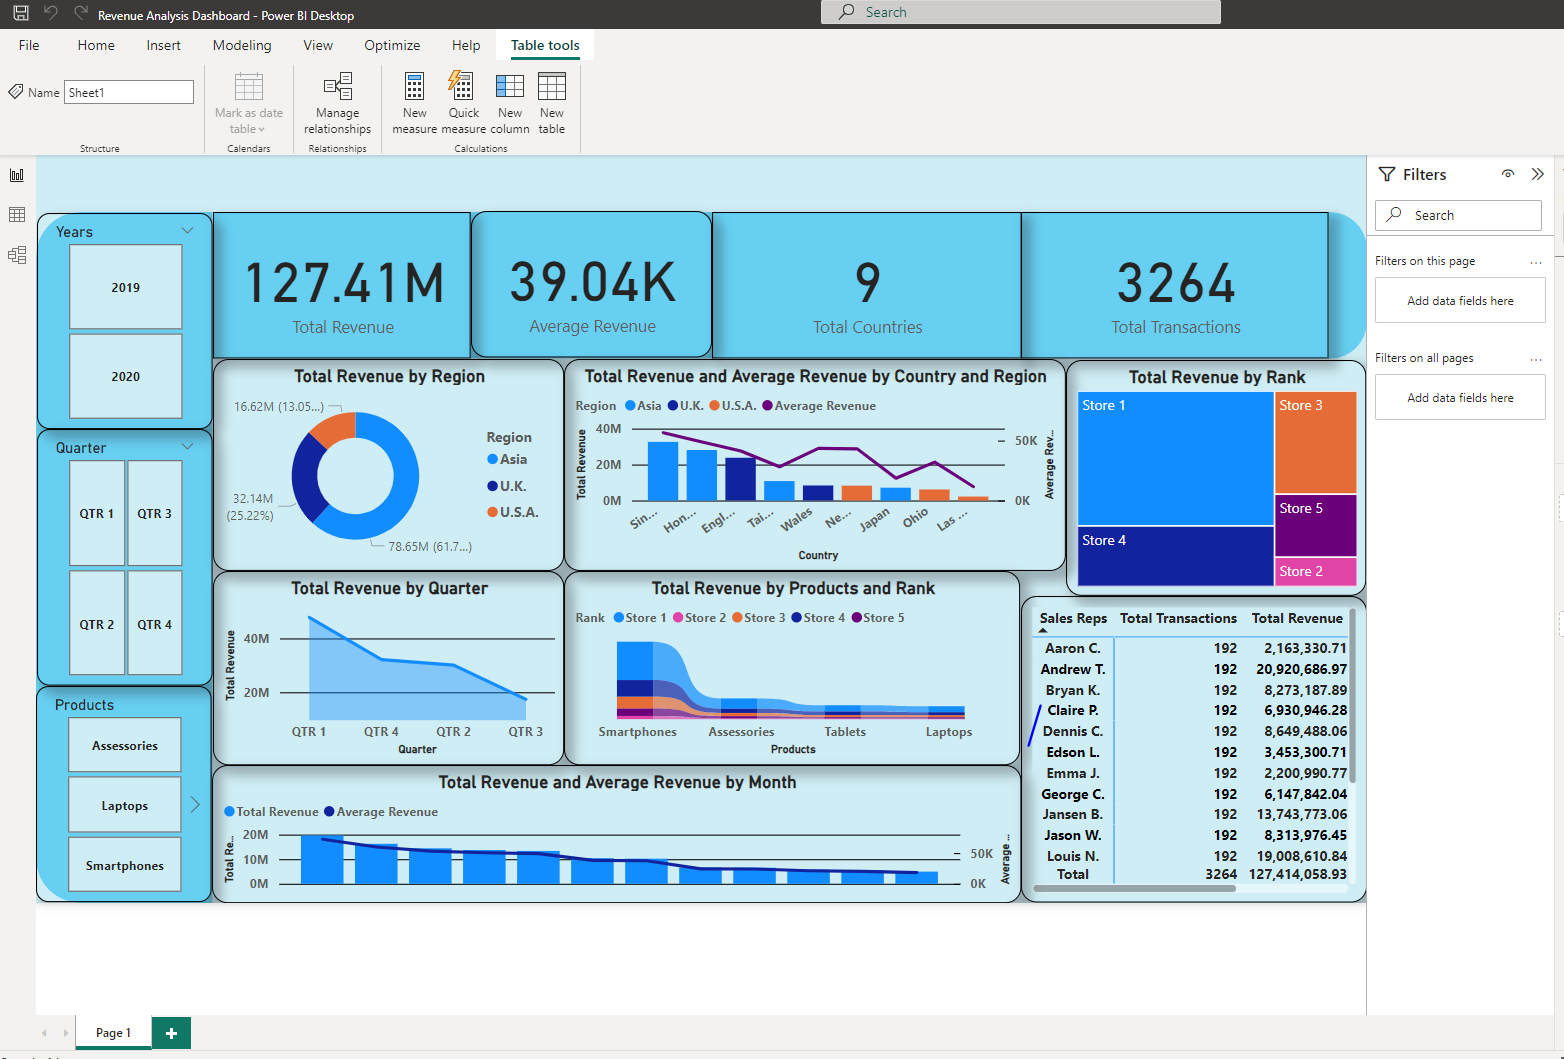 Revenue Analysis Dashboard - Power BI Desktop
Search
File Home Insert Modeling View Optimize Help Table tools
Name Sheet1
Mark as date table
Manage relationships
New measure
Quick measure
New column
New table
Structure Calendars Relationships Calculations
Years
2019
2020
Quarter
QTR 1 QTR 3
QTR 2 QTR 4
Products
Assessories
Laptops
Smartphones
127.41M
Total Revenue
39.04K
Average Revenue
9
Total Countries
3264
Total Transactions
Total Revenue by Region
16.62M (13.05...)
32.14M
(25.22%)
78.65M (61.7...)
Region
Asia
U.K.
U.S.A.
Total Revenue and Average Revenue by Country and Region
Region Asia U.K. U.S.A. Average Revenue
Total Revenue
40M
20M
0M
50K
0K
Average Rev...
Sin... Hon... Engl... Tai... Wales Ne... Japan Ohio Las ...
Country
Total Revenue by Rank
Store 1
Store 3
Store 5
Store 4
Store 2
Total Revenue by Quarter
Total Revenue
40M
20M
QTR 1 QTR 4 QTR 2 QTR 3
Quarter
Total Revenue by Products and Rank
Rank Store 1 Store 2 Store 3 Store 4 Store 5
Smartphones Assessories Tablets Laptops
Products
Total Revenue and Average Revenue by Month
Total Revenue Average Revenue
Total Re...
20M
10M
0M
50K
0K
Average ...
Sales Reps Total Transactions Total Revenue
Aaron C. 192 2,163,330.71
Andrew T. 192 20,920,686.97
Bryan K. 192 8,273,187.89
Claire P. 192 6,930,946.28
Dennis C. 192 8,649,488.06
Edson L. 192 3,453,300.71
Emma J. 192 2,200,990.77
George C. 192 6,147,842.04
Jansen B. 192 13,743,773.06
Jason W. 192 8,313,976.45
Louis N. 192 19,008,610.84
Total 3264 127,414,058.93
Filters
Search
Filters on this page ...
Add data fields here
Filters on all pages ...
Add data fields here
Page 1 +